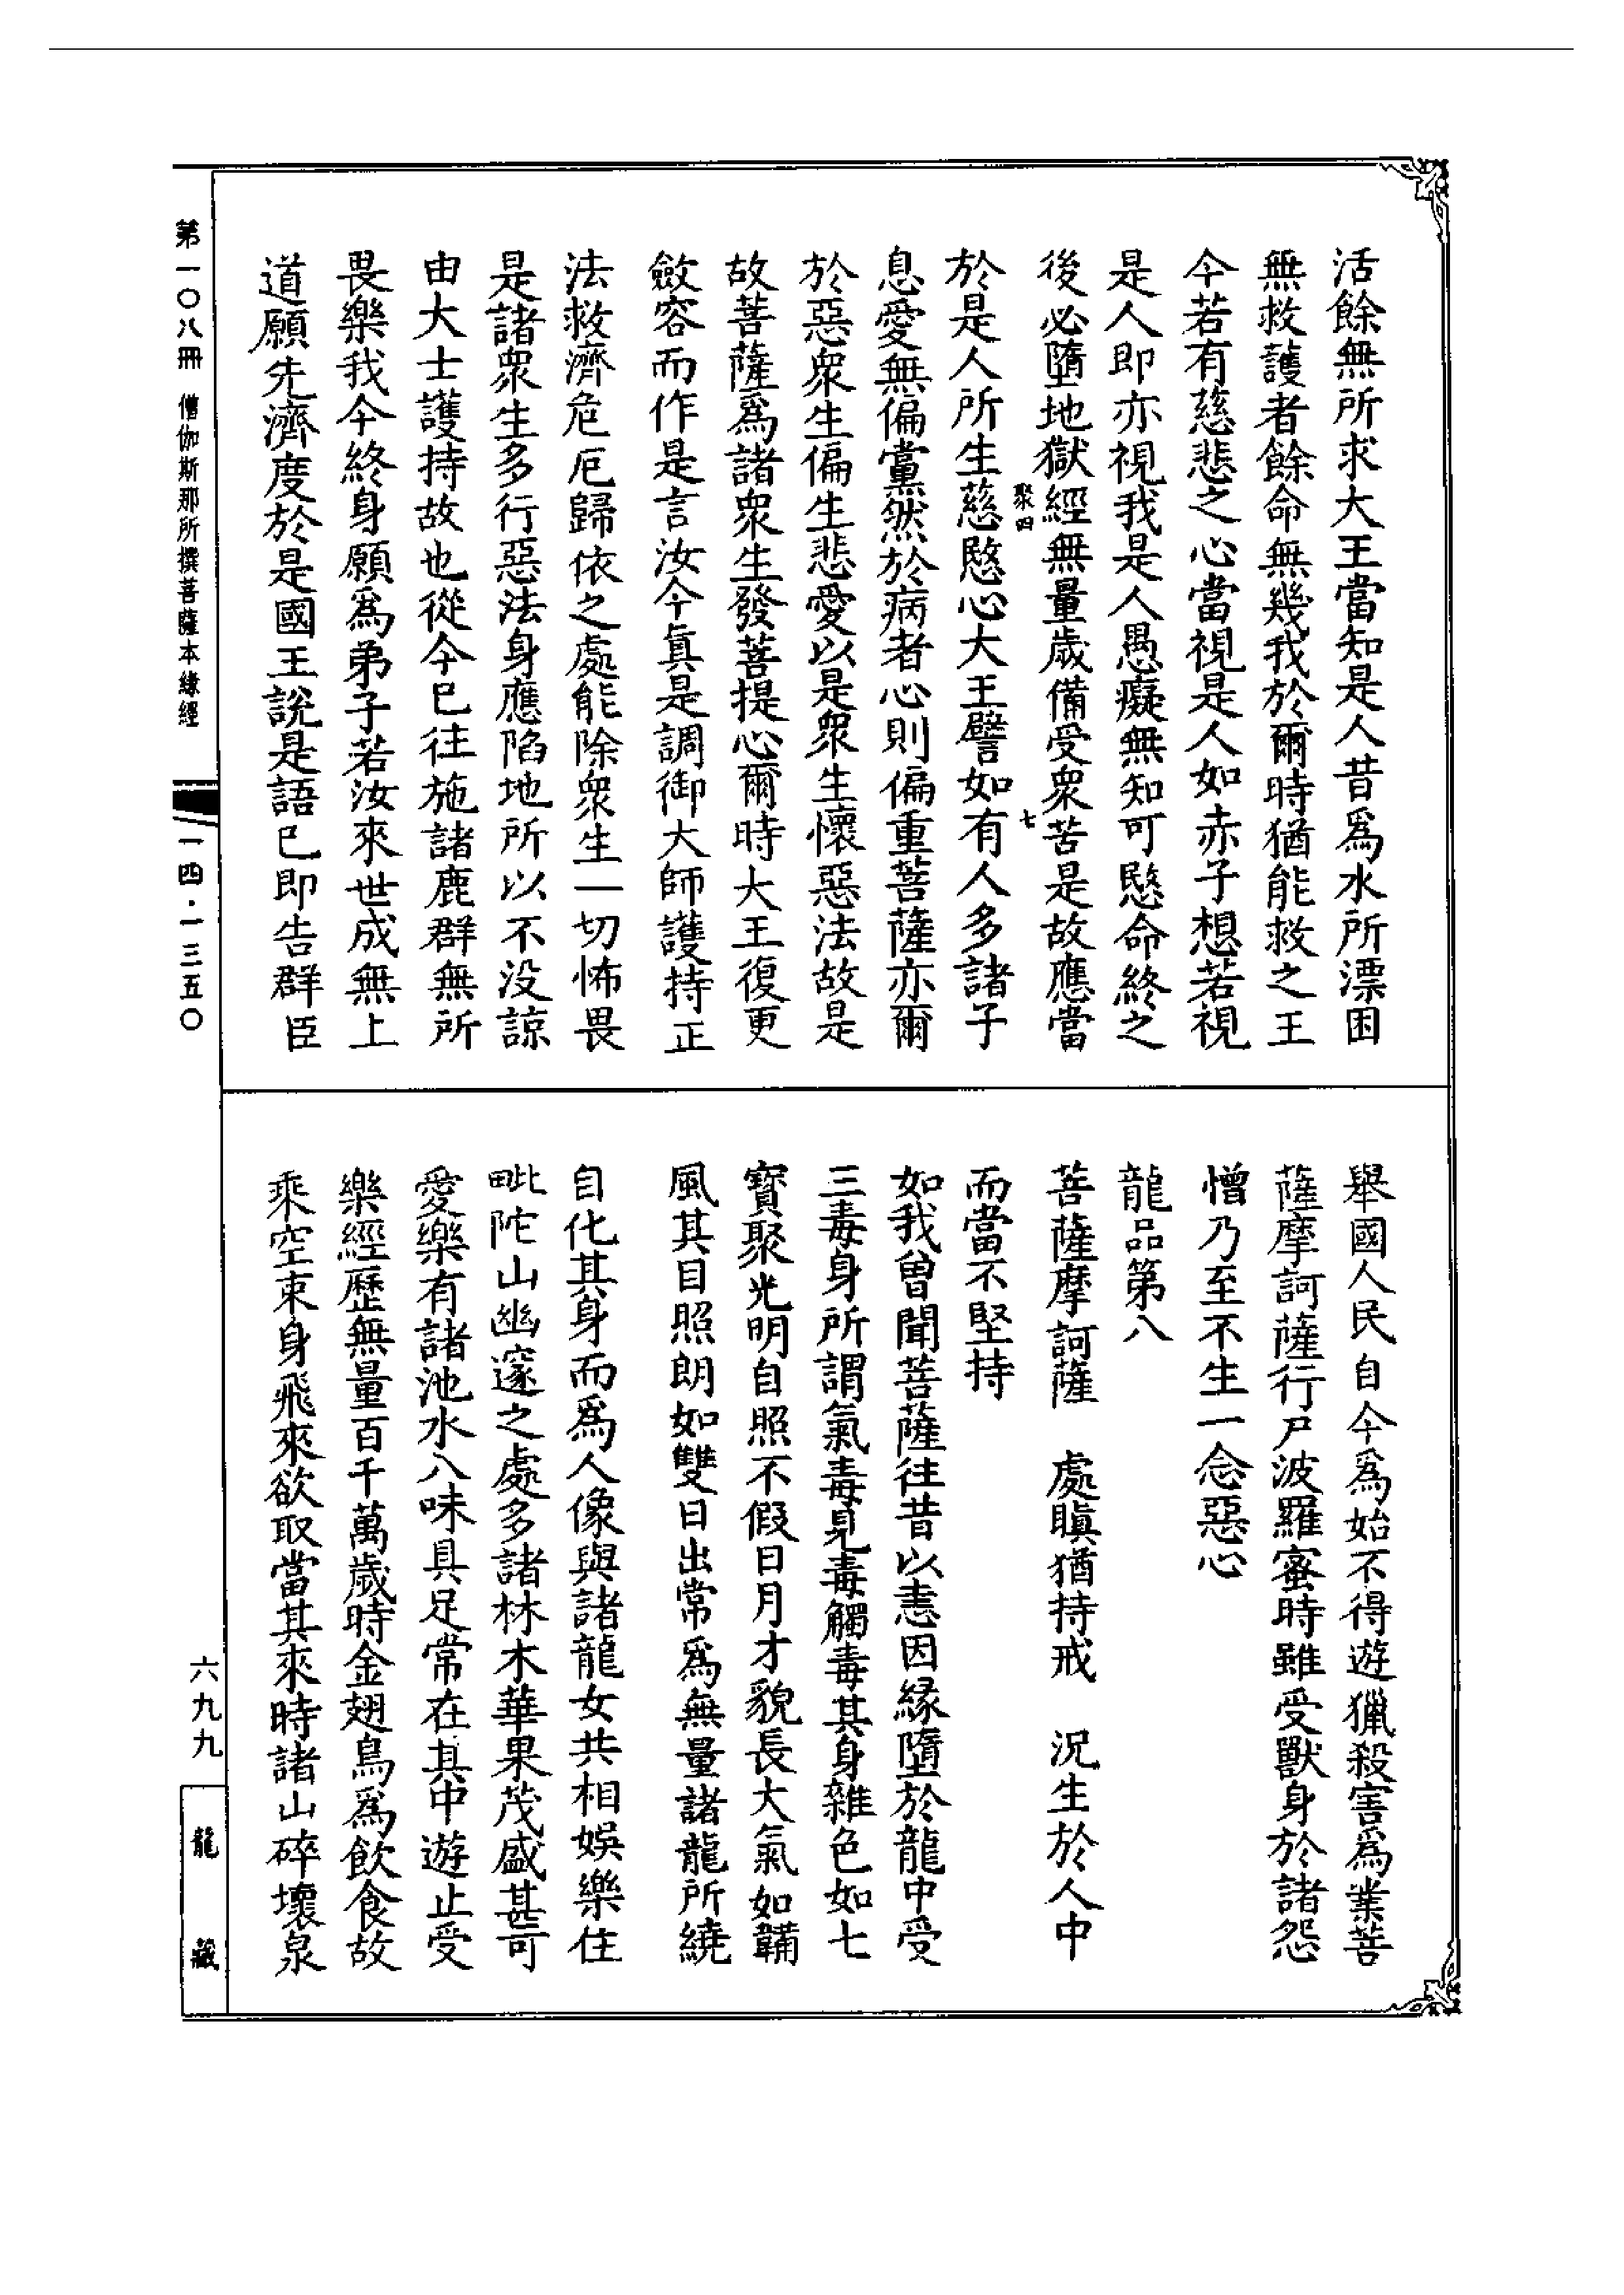 活餘無所求大王當知是人昔爲水所漂困
無救護者餘命無幾我於爾時猶能救之王
今若有慈悲之心當視是人如赤子想若視
是人即亦視我是人愚癡無知可愍命終之
後必墮地獄經無量歲備受衆苦是故應當
聚四
七
於是人所生慈愍心大王譬如有人多諸子
息愛無偏黨然於病者心則偏重菩薩亦爾
於惡衆生偏生悲愛以是衆生懷惡法故是
故菩薩爲諸衆生發菩提心爾時大王復更
斂容而作是言汝今真是調御大師護持正
法救濟危厄歸依之處能除衆生一切怖畏
是諸衆生多行惡法身應陷地所以不没諒
由大士護持故也從今已往施諸鹿群無所
畏樂我今終身願爲弟子若汝來世成無上
道願先濟度於是國王說是語已即告群臣
舉國人民自今爲始不得遊獵殺害爲業菩
薩摩訶薩行尸波羅蜜時雖受獸身於諸怨
憎乃至不生一念惡心
龍品第八
菩薩摩訶薩　處瞋猶持戒　況生於人中
而當不堅持
如我曾聞菩薩往昔以恚因緣墮於龍中受
三毒身所謂氣毒見毒觸毒其身雜色如七
寶聚光明自照不假日月才貌長大氣如韛
風其目照朗如雙日出常爲無量諸龍所繞
自化其身而爲人像與諸龍女共相娛樂住
毗陀山幽邃之處多諸林木華果茂盛甚可
愛樂有諸池水八味具足常在其中遊止受
樂經歷無量百千萬歲時金翅鳥爲飲食故
乘空束身飛來欲取當其來時諸山碎壞泉
第一〇八冊 僧伽斯那所撰菩薩本緣經
一四·一三五〇
六九九
龍藏